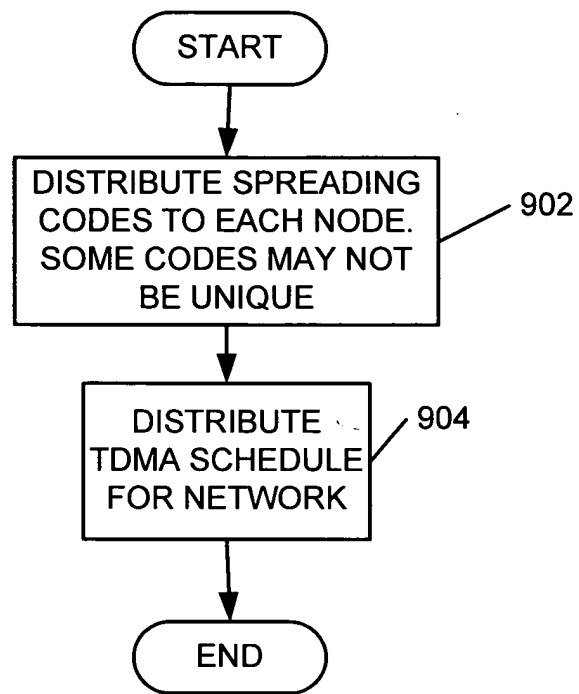 START
DISTRIBUTE SPREADING
CODES TO EACH NODE.
SOME CODES MAY NOT
BE UNIQUE
902
DISTRIBUTE
TDMA SCHEDULE
FOR NETWORK
904
END